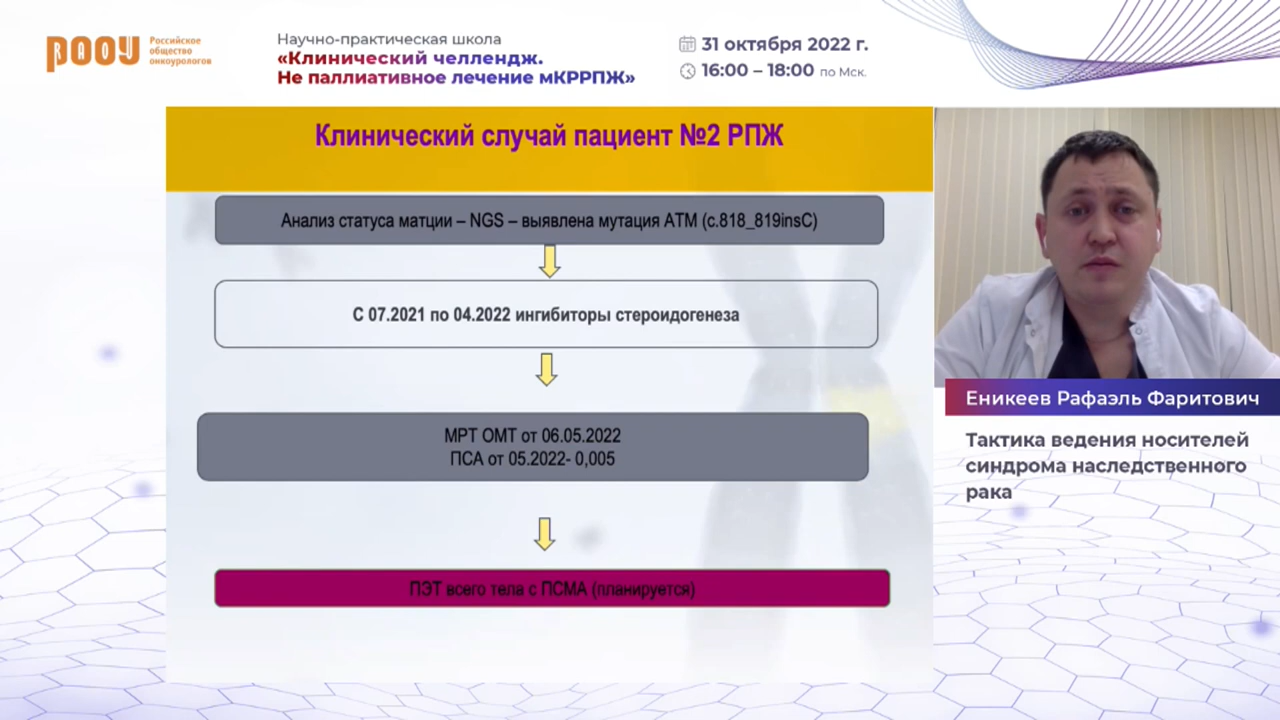 РАОУ
Российское
общество
онкоурологов
Научно-практическая школа
«Клинический челлендж.
Не паллиативное лечение мКРРПЖ»
31 октября 2022 г.
16:00 – 18:00 по Мск.
Клинический случай пациент №2 РПЖ
Анализ статуса матции – NGS – выявлена мутация АТМ (c.818_819insC)
С 07.2021 по 04.2022 ингибиторы стероидогенеза
МРТ ОМТ от 06.05.2022
ПСА от 05.2022- 0,005
ПЭТ всего тела с ПСМА (планируется)
Еникеев Рафаэль Фаритович
Тактика ведения носителей
синдрома наследственного
рака